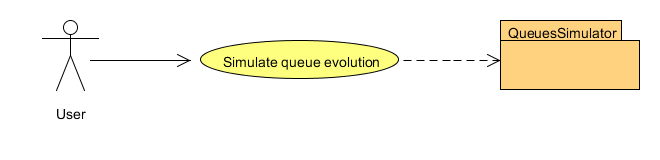 QueuesSimulator
Simulate queue evolution
User